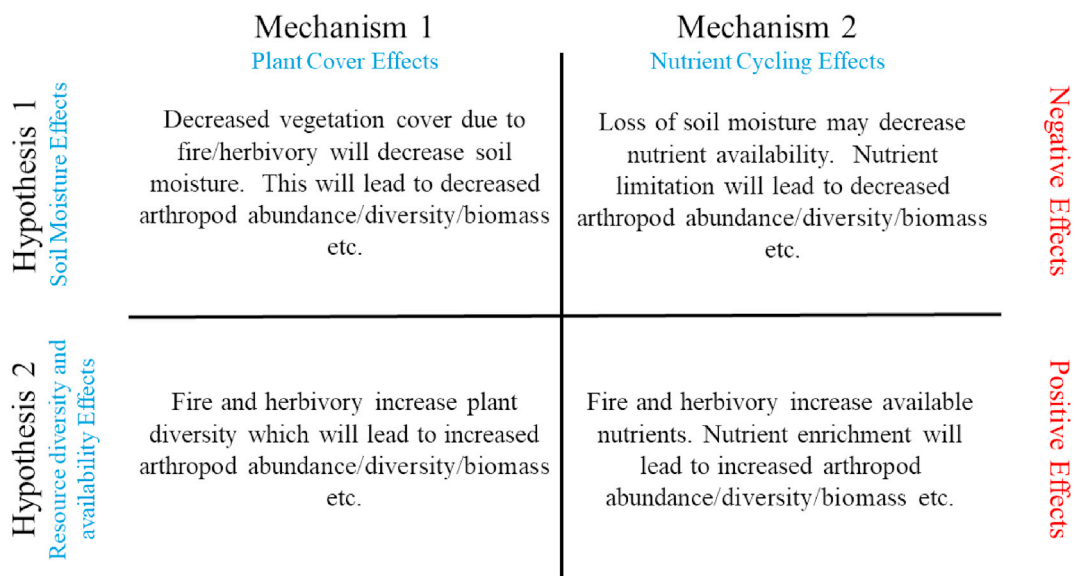 Mechanism 1
Plant Cover Effects
Mechanism 2
Nutrient Cycling Effects
Hypothesis 1
Soil Moisture Effects
Decreased vegetation cover due to
fire/herbivory will decrease soil
moisture. This will lead to decreased
arthropod abundance/diversity/biomass
etc.
Loss of soil moisture may decrease
nutrient availability. Nutrient
limitation will lead to decreased
arthropod abundance/diversity/biomass
etc.
Negative Effects
Hypothesis 2
Resource diversity and
availability Effects
Fire and herbivory increase plant
diversity which will lead to increased
arthropod abundance/diversity/biomass
etc.
Fire and herbivory increase available
nutrients. Nutrient enrichment will
lead to increased arthropod
abundance/diversity/biomass etc.
Positive Effects